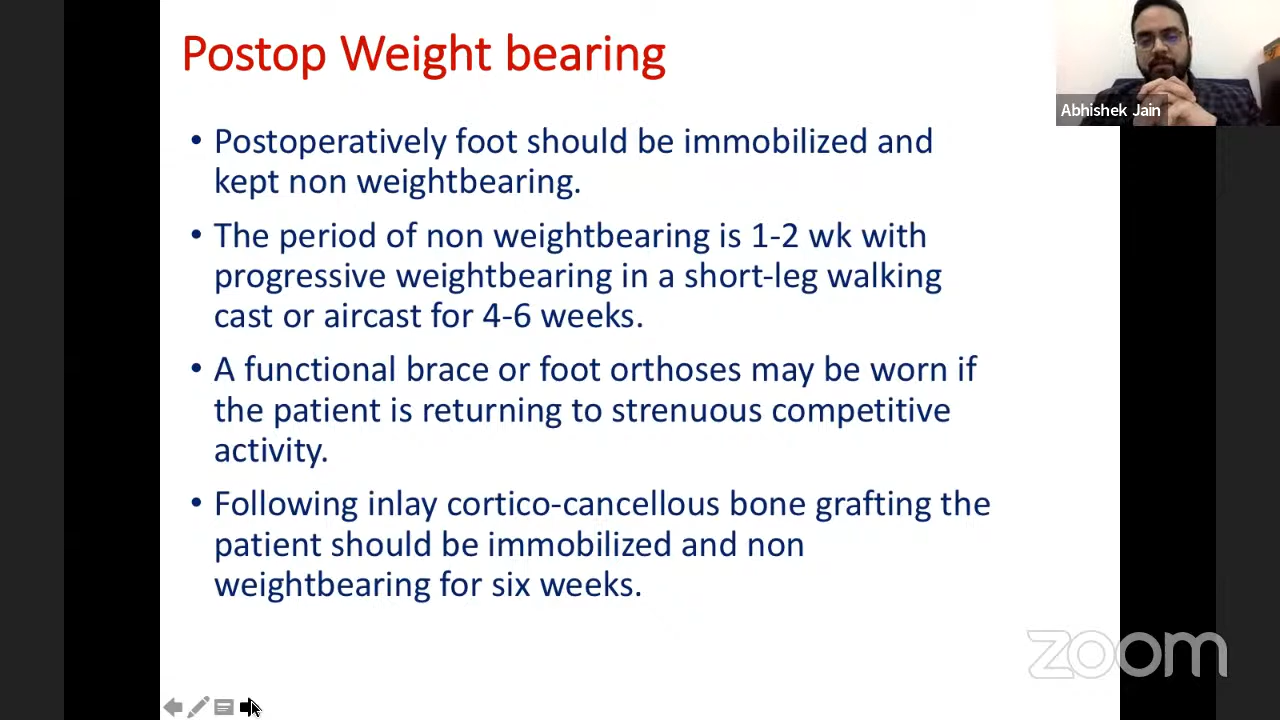 Postop Weight bearing
Abhishek Jain
• Postoperatively foot should be immobilized and
kept non weightbearing.
• The period of non weightbearing is 1-2 wk with
progressive weightbearing in a short-leg walking
cast or aircast for 4-6 weeks.
• A functional brace or foot orthoses may be worn if
the patient is returning to strenuous competitive
activity.
• Following inlay cortico-cancellous bone grafting the
patient should be immobilized and non
weightbearing for six weeks.
zoom